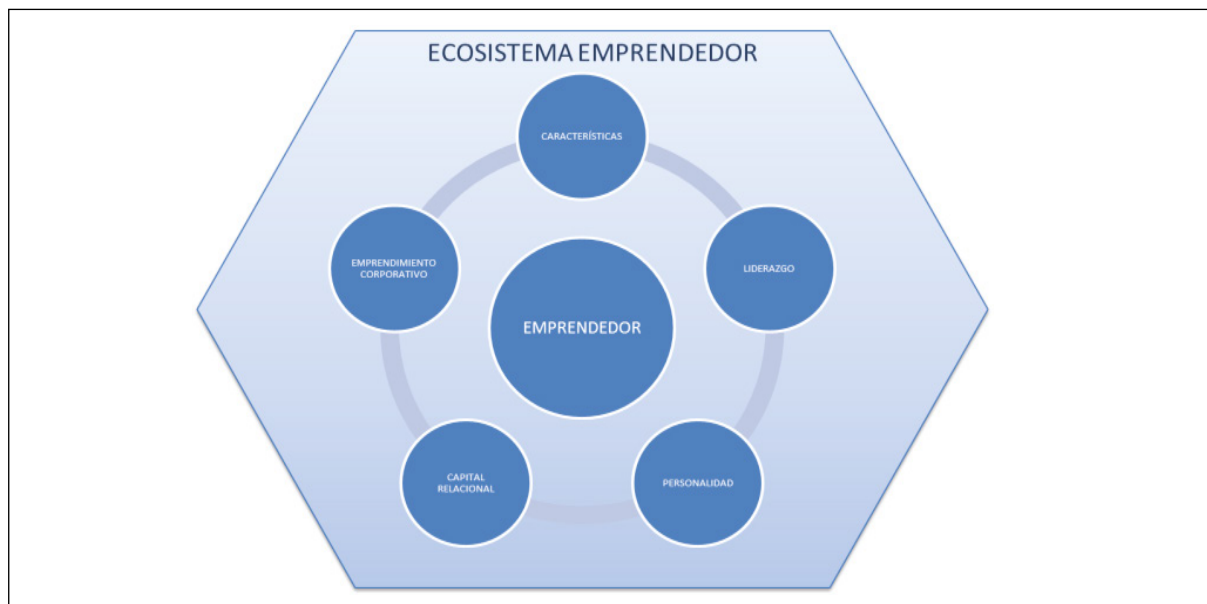 ECOSISTEMA EMPRENDEDOR
CARACTERÍSTICAS
EMPRENDIMIENTO
CORPORATIVO
LIDERAZGO
EMPRENDEDOR
CAPITAL
RELACIONAL
PERSONALIDAD